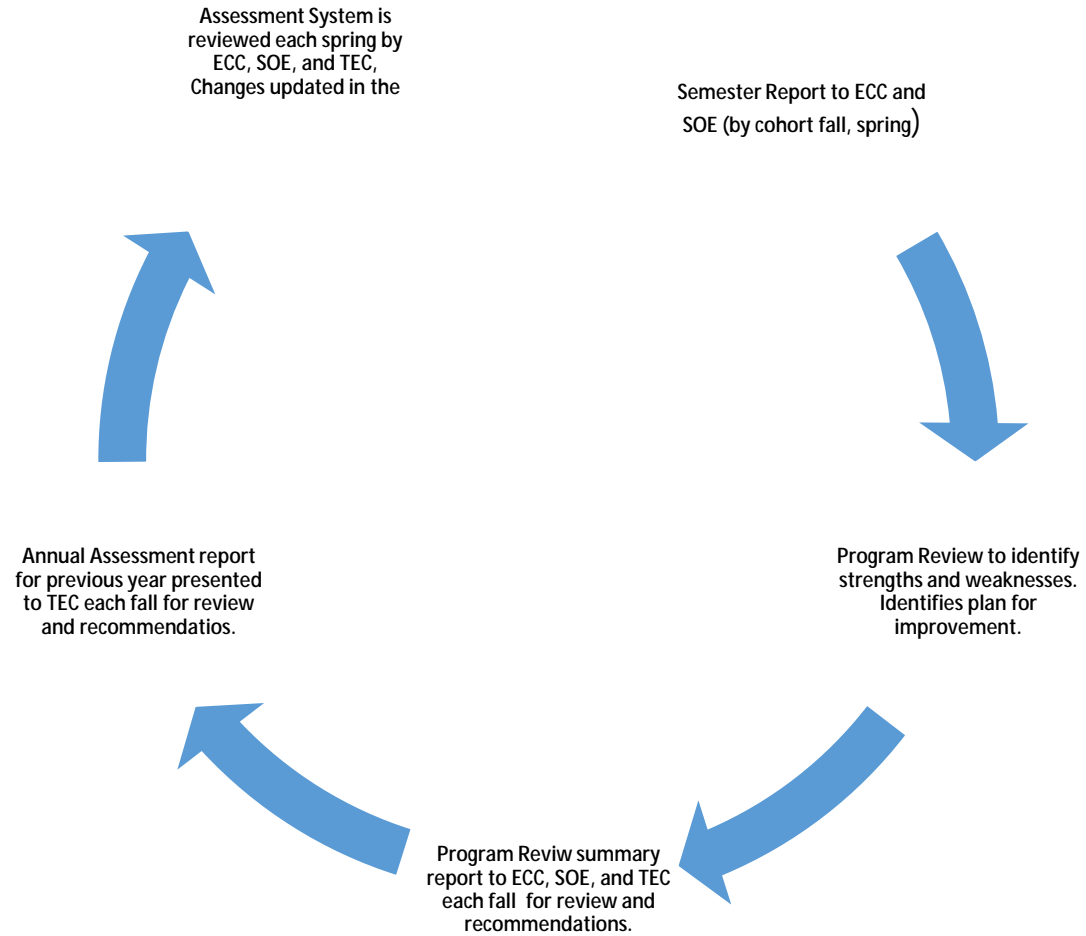 Assessment System is
reviewed each spring by
ECC, SOE, and TEC,
Changes updated in the
Semester Report to ECC and
SOE (by cohort fall, spring)
Program Review to identify
strengths and weaknesses.
Identifies plan for
improvement.
Program Reviw summary
report to ECC, SOE, and TEC
each fall for review and
recommendations.
Annual Assessment report
for previous year presented
to TEC each fall for review
and recommendatios.